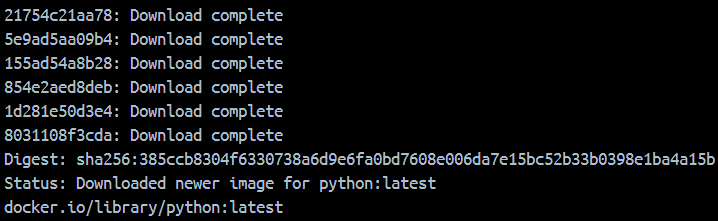 21754c21aa78: Download complete
5e9ad5aa09b4: Download complete
155ad54a8b28: Download complete
854e2aed8deb: Download complete
1d281e50d3e4: Download complete
8031108f3cda: Download complete
Digest: sha256:385ccb8304f6330738a6d9e6fa0bd7608e006da7e15bc52b33b0398e1ba4a15b
Status: Downloaded newer image for python:latest
docker.io/library/python:latest